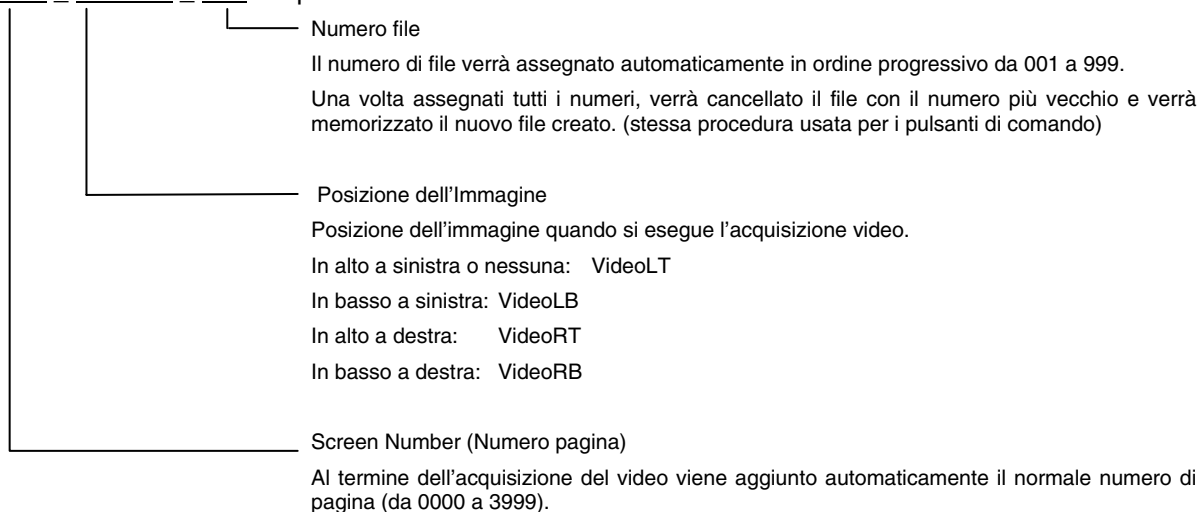 Numero file
Il numero di file verrà assegnato automaticamente in ordine progressivo da 001 a 999.
Una volta assegnati tutti i numeri, verrà cancellato il file con il numero più vecchio e verrà
memorizzato il nuovo file creato. (stessa procedura usata per i pulsanti di comando)
Posizione dell'Immagine
Posizione dell'immagine quando si esegue l'acquisizione video.
In alto a sinistra o nessuna: VideoLT
In basso a sinistra: VideoLB
In alto a destra: VideoRT
In basso a destra: VideoRB
Screen Number (Numero pagina)
Al termine dell'acquisizione del video viene aggiunto automaticamente il normale numero di
pagina (da 0000 a 3999).